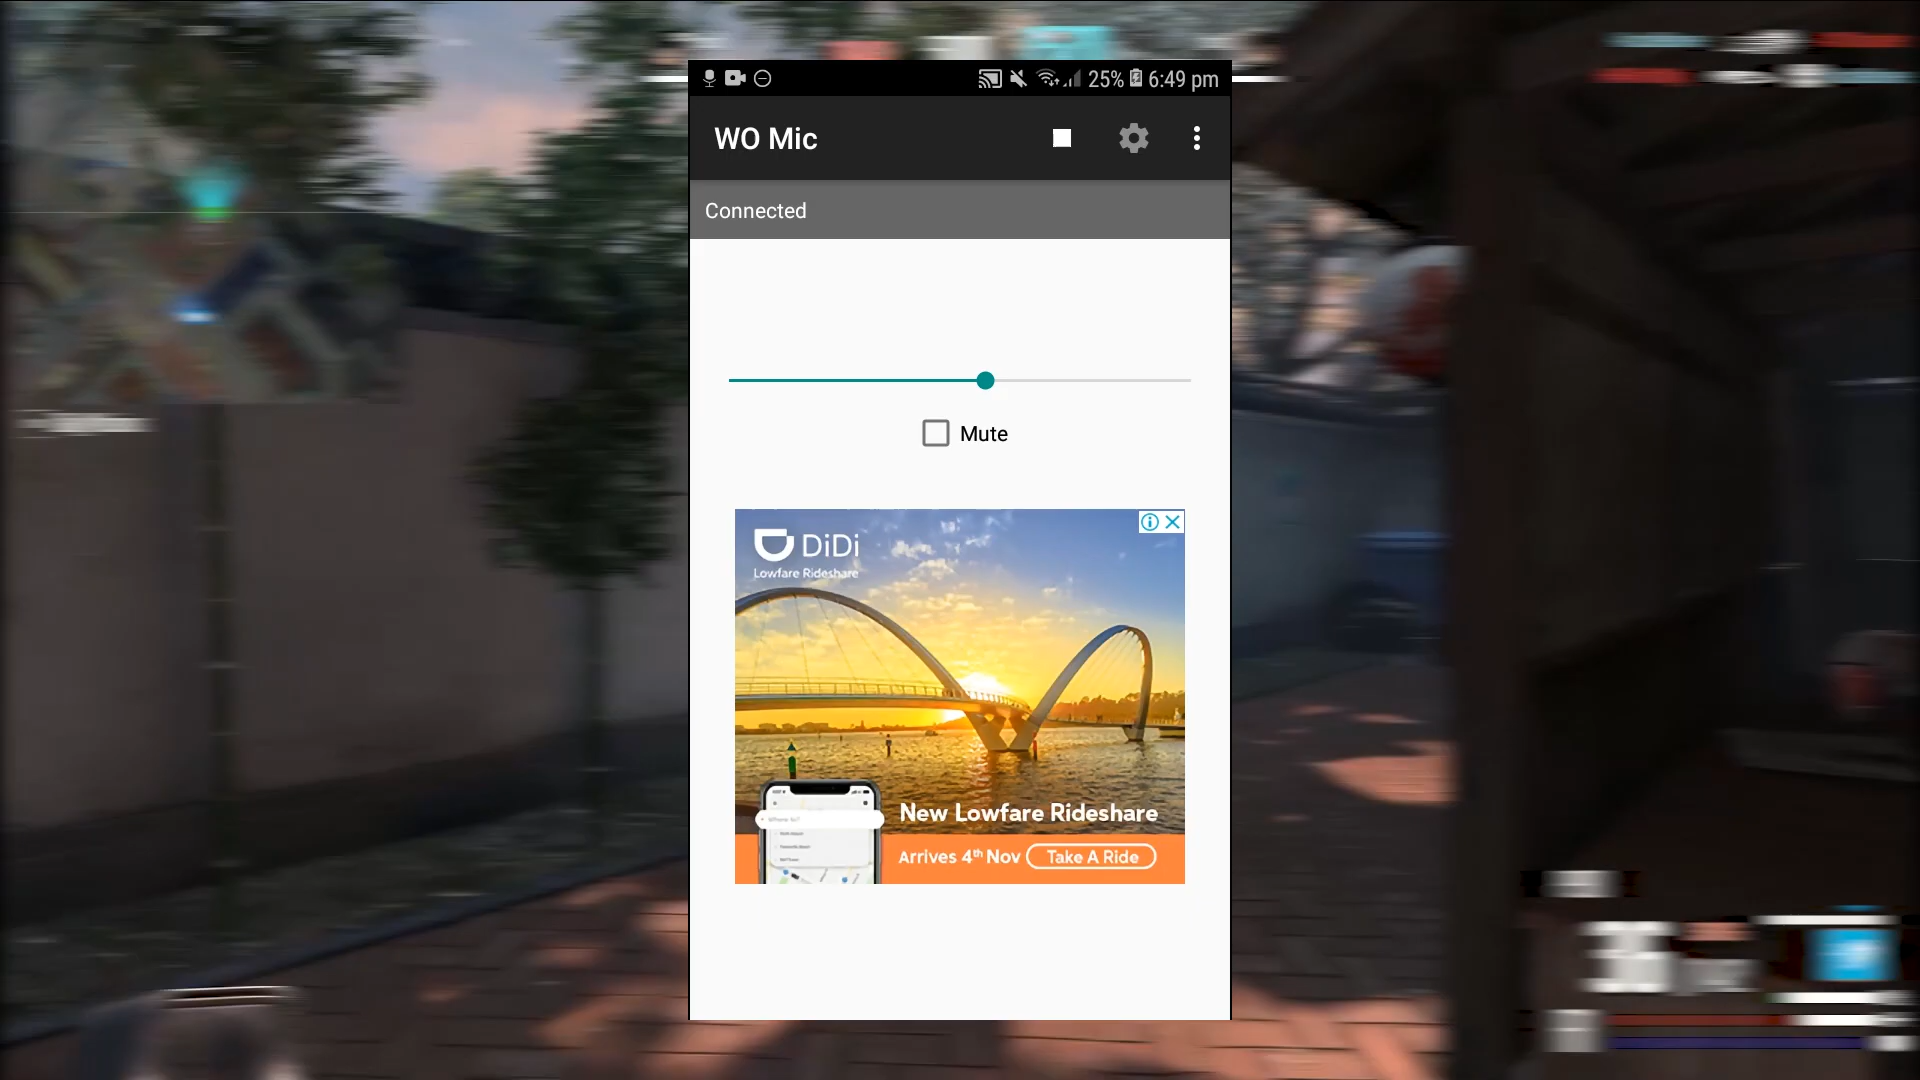 25% 6:49 pm
WO Mic
Connected
Mute
DiDi
Lowfare Rideshare
New Lowfare Rideshare
Arrives 4th Nov Take A Ride